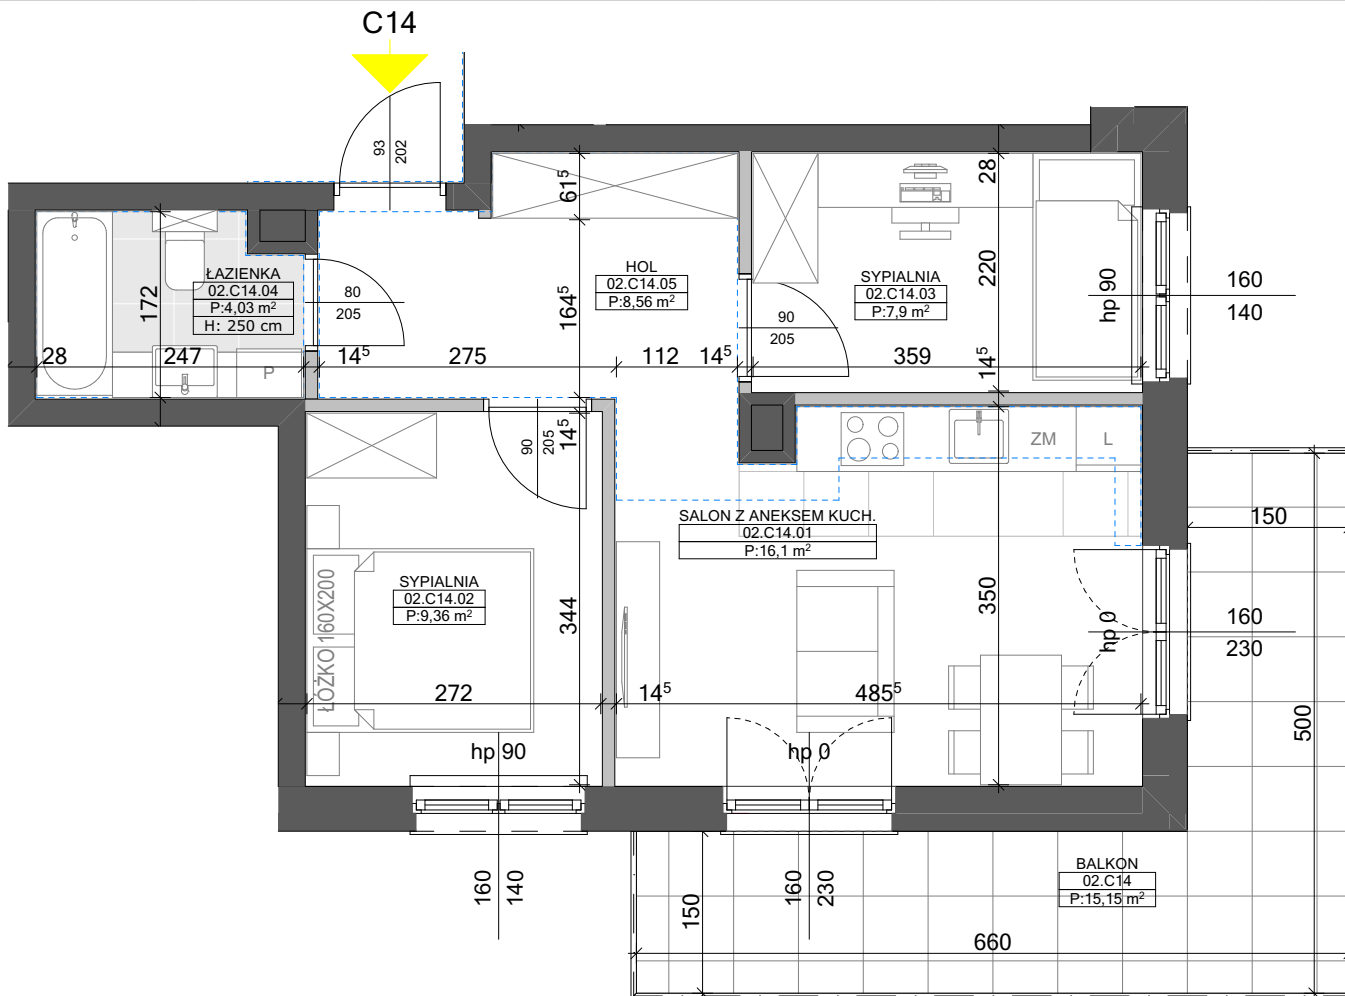 C14
93
202
61⁵
28
ŁAZIENKA
02.C14.04
P:4,03 m²
H: 250 cm
172
80
205
HOL
02.C14.05
P:8,56 m²
164⁵
SYPIALNIA
02.C14.03
P:7,9 m²
220
hp 90
160
140
90
205
28
247
14⁵
275
112
14⁵
359
14⁵
P
90
205
14⁵
ZM
L
SALON Z ANEKSEM KUCH.
02.C14.01
P:16,1 m²
150
SYPIALNIA
02.C14.02
P:9,36 m²
ŁÓŻKO 160X200
344
350
hp 0
160
230
272
14⁵
485⁵
500
hp 90
hp 0
160
140
160
230
150
BALKON
02.C14
P:15,15 m²
660